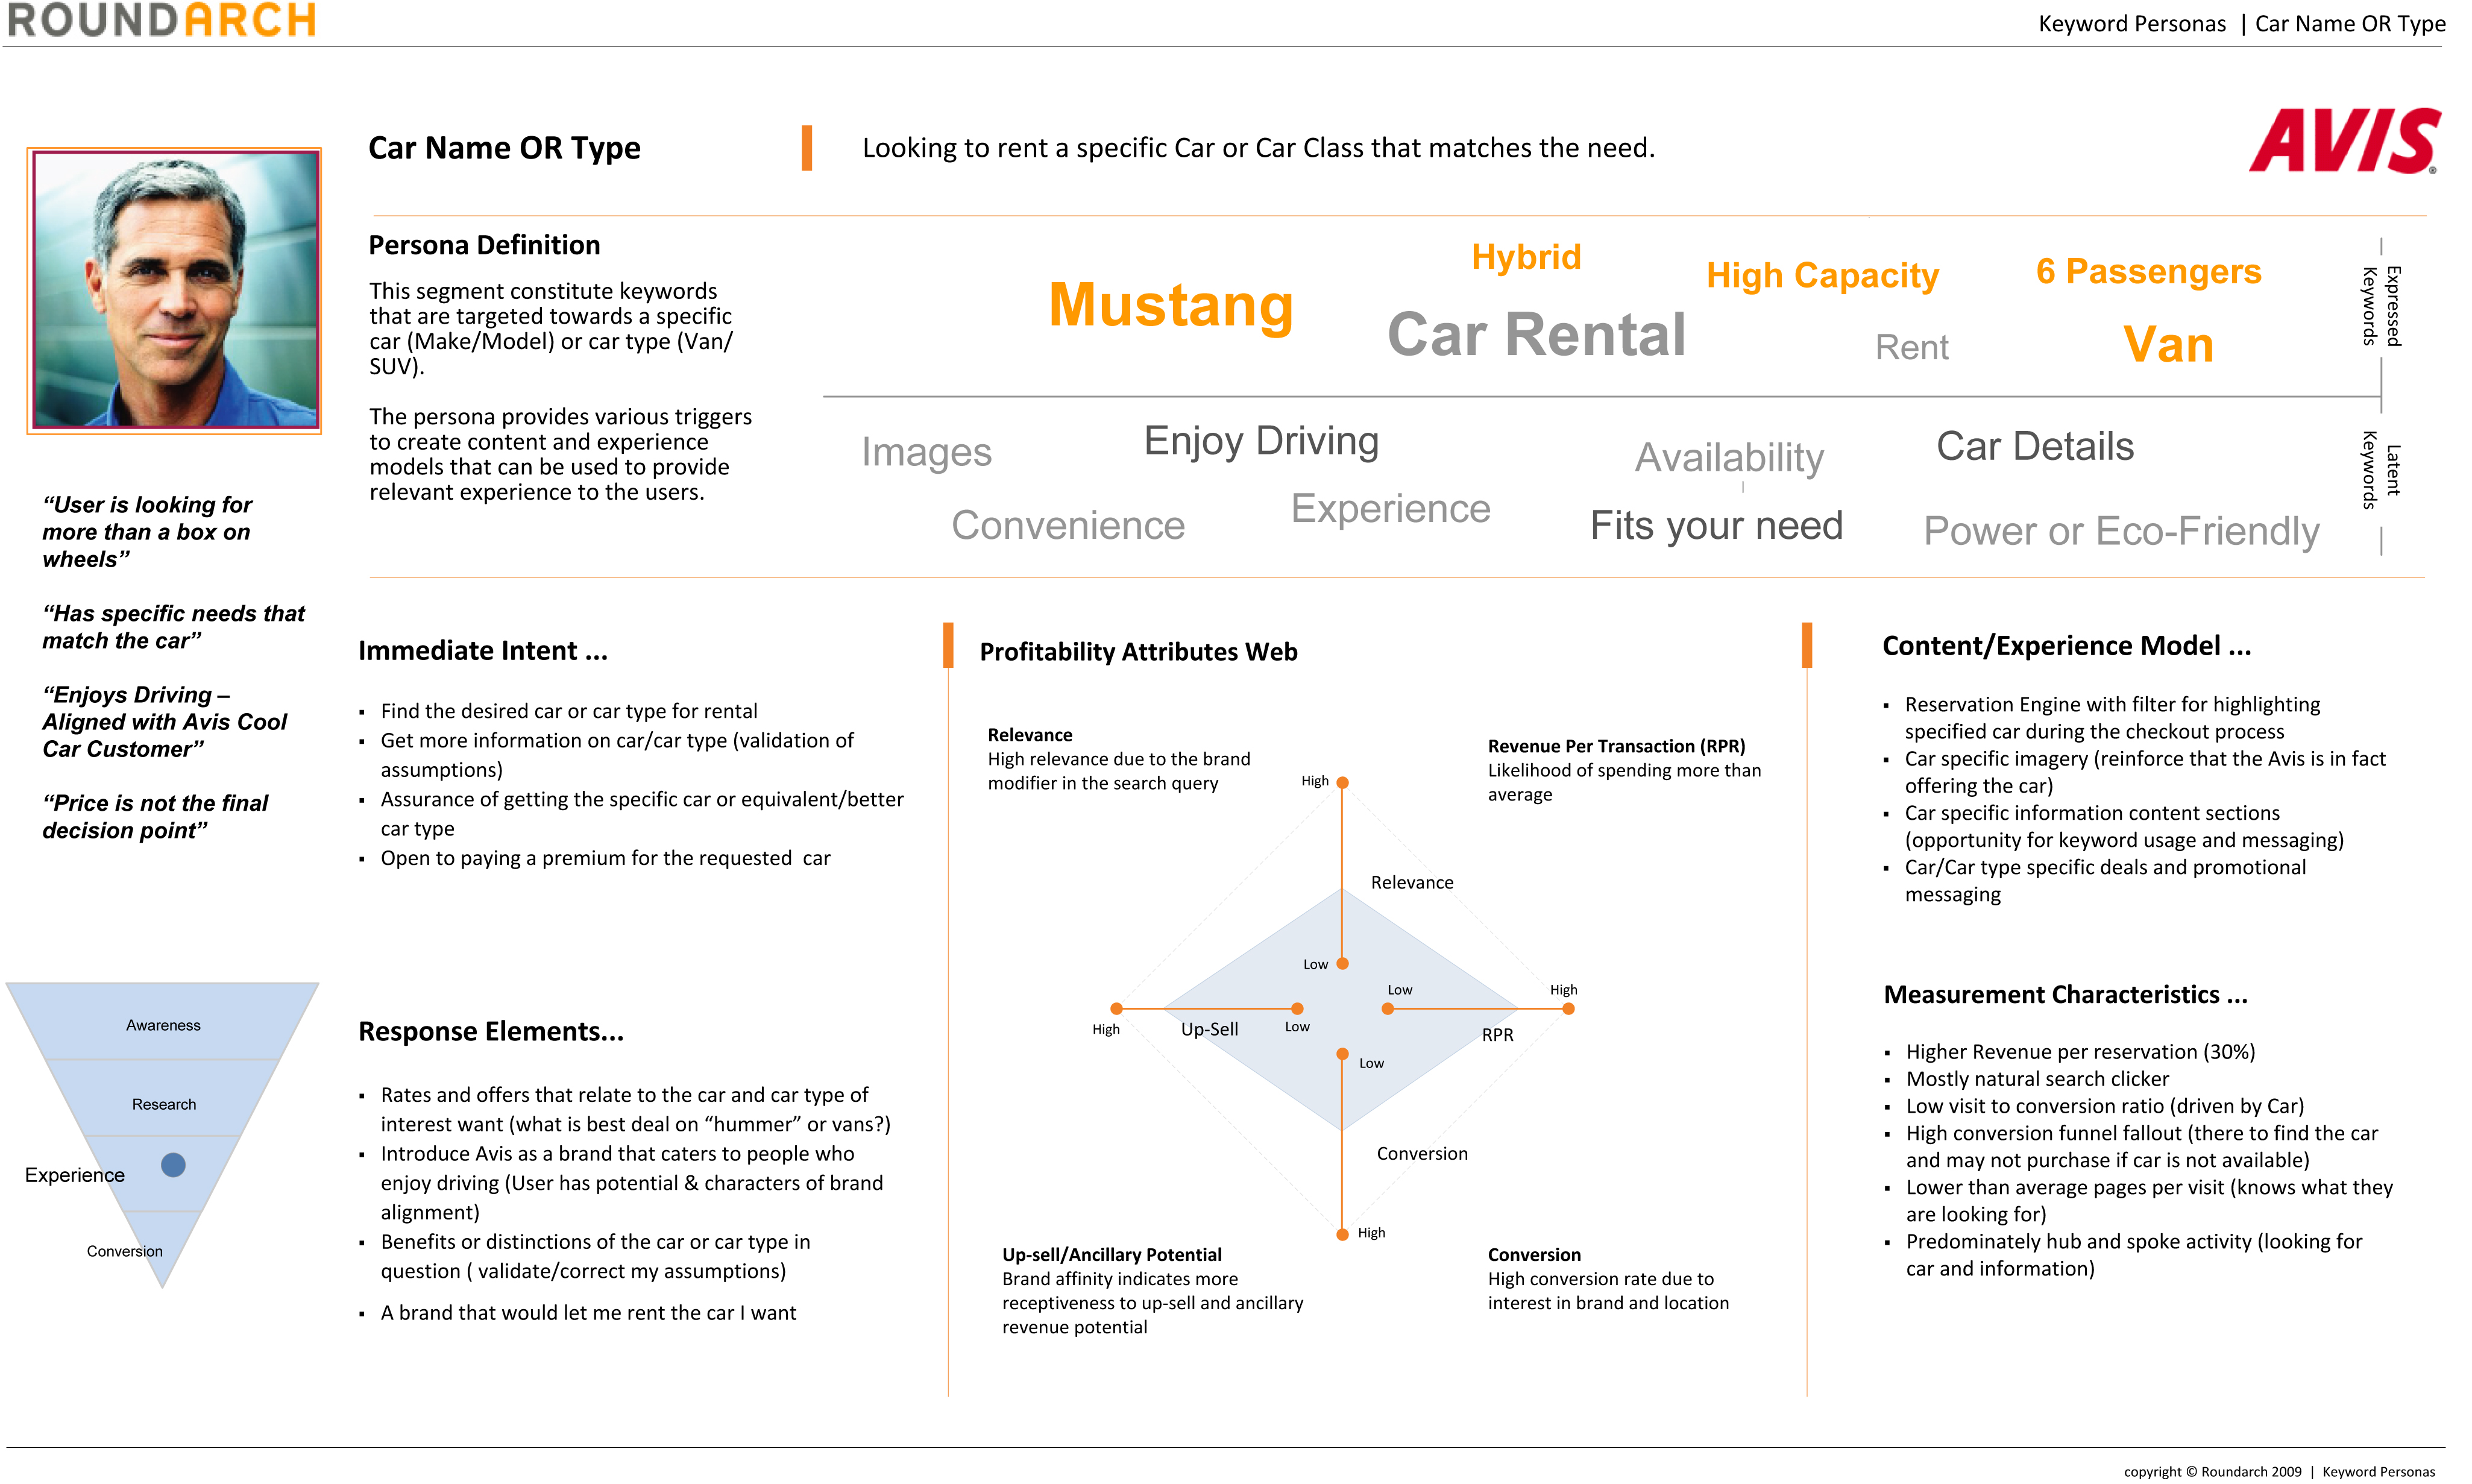 ROUNDARCH
Keyword Personas | Car Name OR Type
Car Name OR Type
Looking to rent a specific Car or Car Class that matches the need.
AVIS®
“User is looking for
more than a box on
wheels”
“Has specific needs that
match the car”
“Enjoys Driving –
Aligned with Avis Cool
Car Customer”
“Price is not the final
decision point”
Persona Definition
This segment constitute keywords
that are targeted towards a specific
car (Make/Model) or car type (Van/
SUV).
The persona provides various triggers
to create content and experience
models that can be used to provide
relevant experience to the users.
Hybrid
High Capacity
6 Passengers
Mustang
Car Rental
Rent
Van
Expressed
Keywords
Images
Enjoy Driving
Availability
Car Details
Convenience
Experience
Fits your need
Power or Eco-Friendly
Latent
Keywords
Awareness
Research
Experience
Conversion
Immediate Intent ...
▪ Find the desired car or car type for rental
▪ Get more information on car/car type (validation of
assumptions)
▪ Assurance of getting the specific car or equivalent/better
car type
▪ Open to paying a premium for the requested car
Response Elements...
▪ Rates and offers that relate to the car and car type of
interest want (what is best deal on “hummer” or vans?)
▪ Introduce Avis as a brand that caters to people who
enjoy driving (User has potential & characters of brand
alignment)
▪ Benefits or distinctions of the car or car type in
question ( validate/correct my assumptions)
▪ A brand that would let me rent the car I want
Profitability Attributes Web
Relevance
High relevance due to the brand
modifier in the search query
Revenue Per Transaction (RPR)
Likelihood of spending more than
average
High
Relevance
Low
Low
High
High
Up-Sell
Low
RPR
Low
Conversion
High
Up-sell/Ancillary Potential
Brand affinity indicates more
receptiveness to up-sell and ancillary
revenue potential
Conversion
High conversion rate due to
interest in brand and location
Content/Experience Model ...
▪ Reservation Engine with filter for highlighting
specified car during the checkout process
▪ Car specific imagery (reinforce that the Avis is in fact
offering the car)
▪ Car specific information content sections
(opportunity for keyword usage and messaging)
▪ Car/Car type specific deals and promotional
messaging
Measurement Characteristics ...
▪ Higher Revenue per reservation (30%)
▪ Mostly natural search clicker
▪ Low visit to conversion ratio (driven by Car)
▪ High conversion funnel fallout (there to find the car
and may not purchase if car is not available)
▪ Lower than average pages per visit (knows what they
are looking for)
▪ Predominately hub and spoke activity (looking for
car and information)
copyright © Roundarch 2009 | Keyword Personas